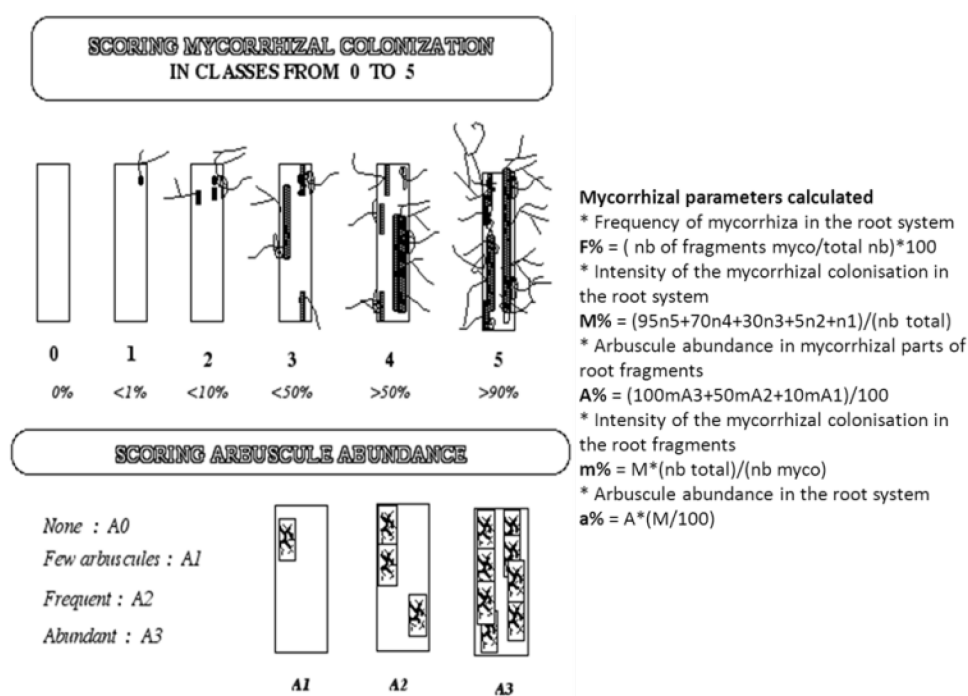 SCORING MYCORRHIZAL COLONIZATION
IN CLASSES FROM 0 TO 5
0 1 2 3 4 5
0% <1% <10% <50% >50% >90%
SCORING ARBUSCULE ABUNDANCE
None : A0
Few arbuscules : A1
Frequent : A2
Abundant : A3
A1 A2 A3
Mycorrhizal parameters calculated
* Frequency of mycorrhiza in the root system
F% = ( nb of fragments myco/total nb)*100
* Intensity of the mycorrhizal colonisation in
the root system
M% = (95n5+70n4+30n3+5n2+n1)/(nb total)
* Arbuscule abundance in mycorrhizal parts of
root fragments
A% = (100mA3+50mA2+10mA1)/100
* Intensity of the mycorrhizal colonisation in
the root fragments
m% = M*(nb total)/(nb myco)
* Arbuscule abundance in the root system
a% = A*(M/100)